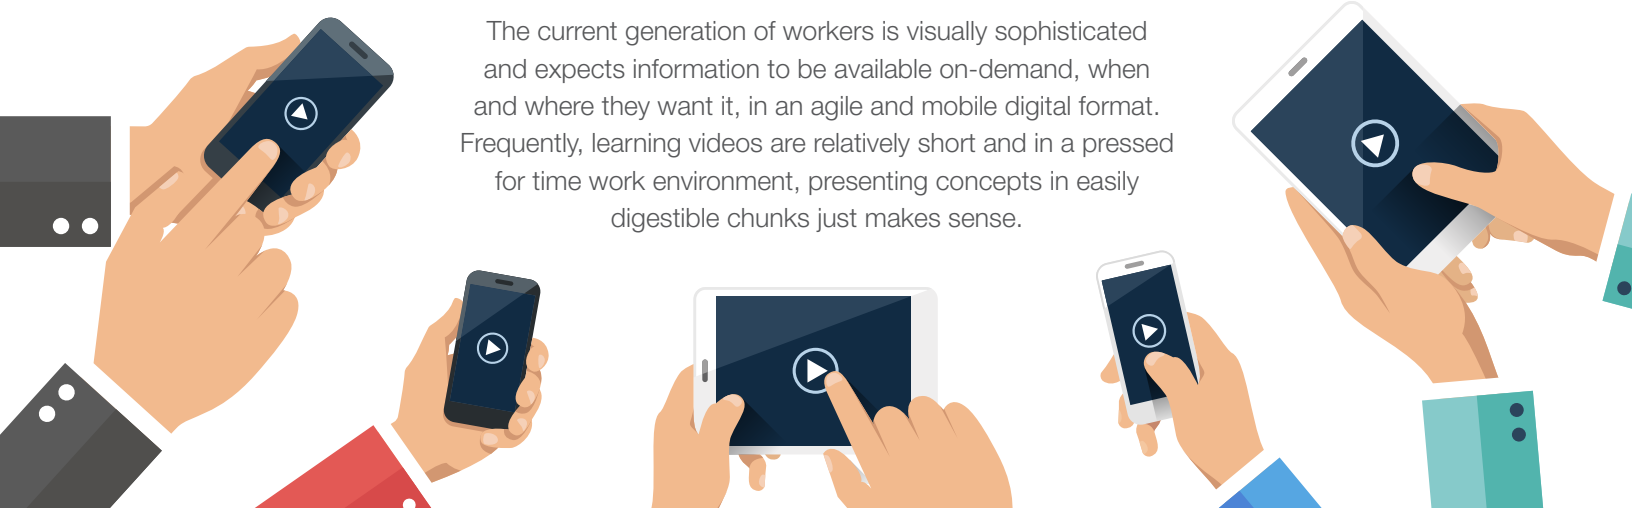 The current generation of workers is visually sophisticated
and expects information to be available on-demand, when
and where they want it, in an agile and mobile digital format.
Frequently, learning videos are relatively short and in a pressed
for time work environment, presenting concepts in easily
digestible chunks just makes sense.